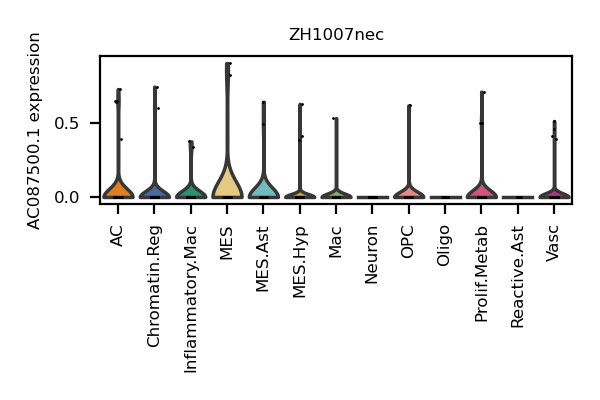 ZH1007nec
AC087500.1 expression
0.5
0.0
AC
Chromatin.Reg
Inflammatory.Mac
MES
MES.Ast
MES.Hyp
Mac
Neuron
OPC
Oligo
Prolif.Metab
Reactive.Ast
Vasc